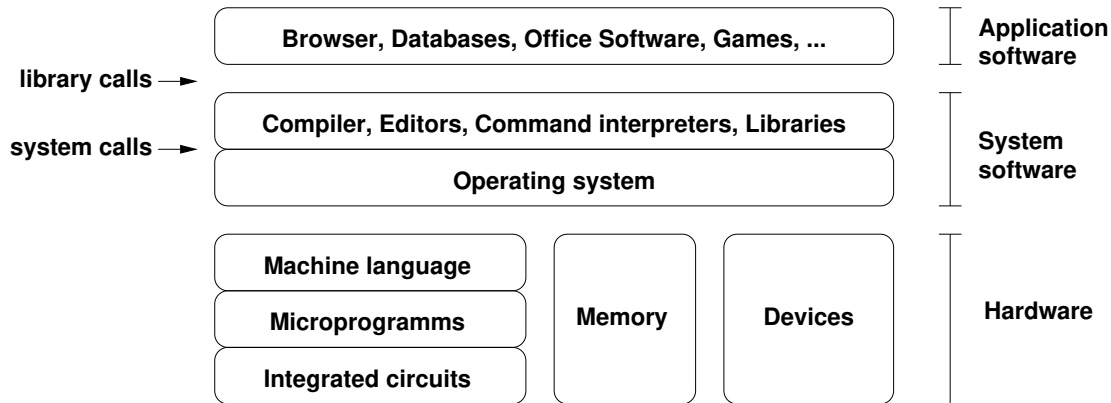 Browser, Databases, Office Software, Games, ...
Application
software
library calls
Compiler, Editors, Command interpreters, Libraries
system calls
Operating system
System
software
Machine language
Microprogramms
Integrated circuits
Memory
Devices
Hardware